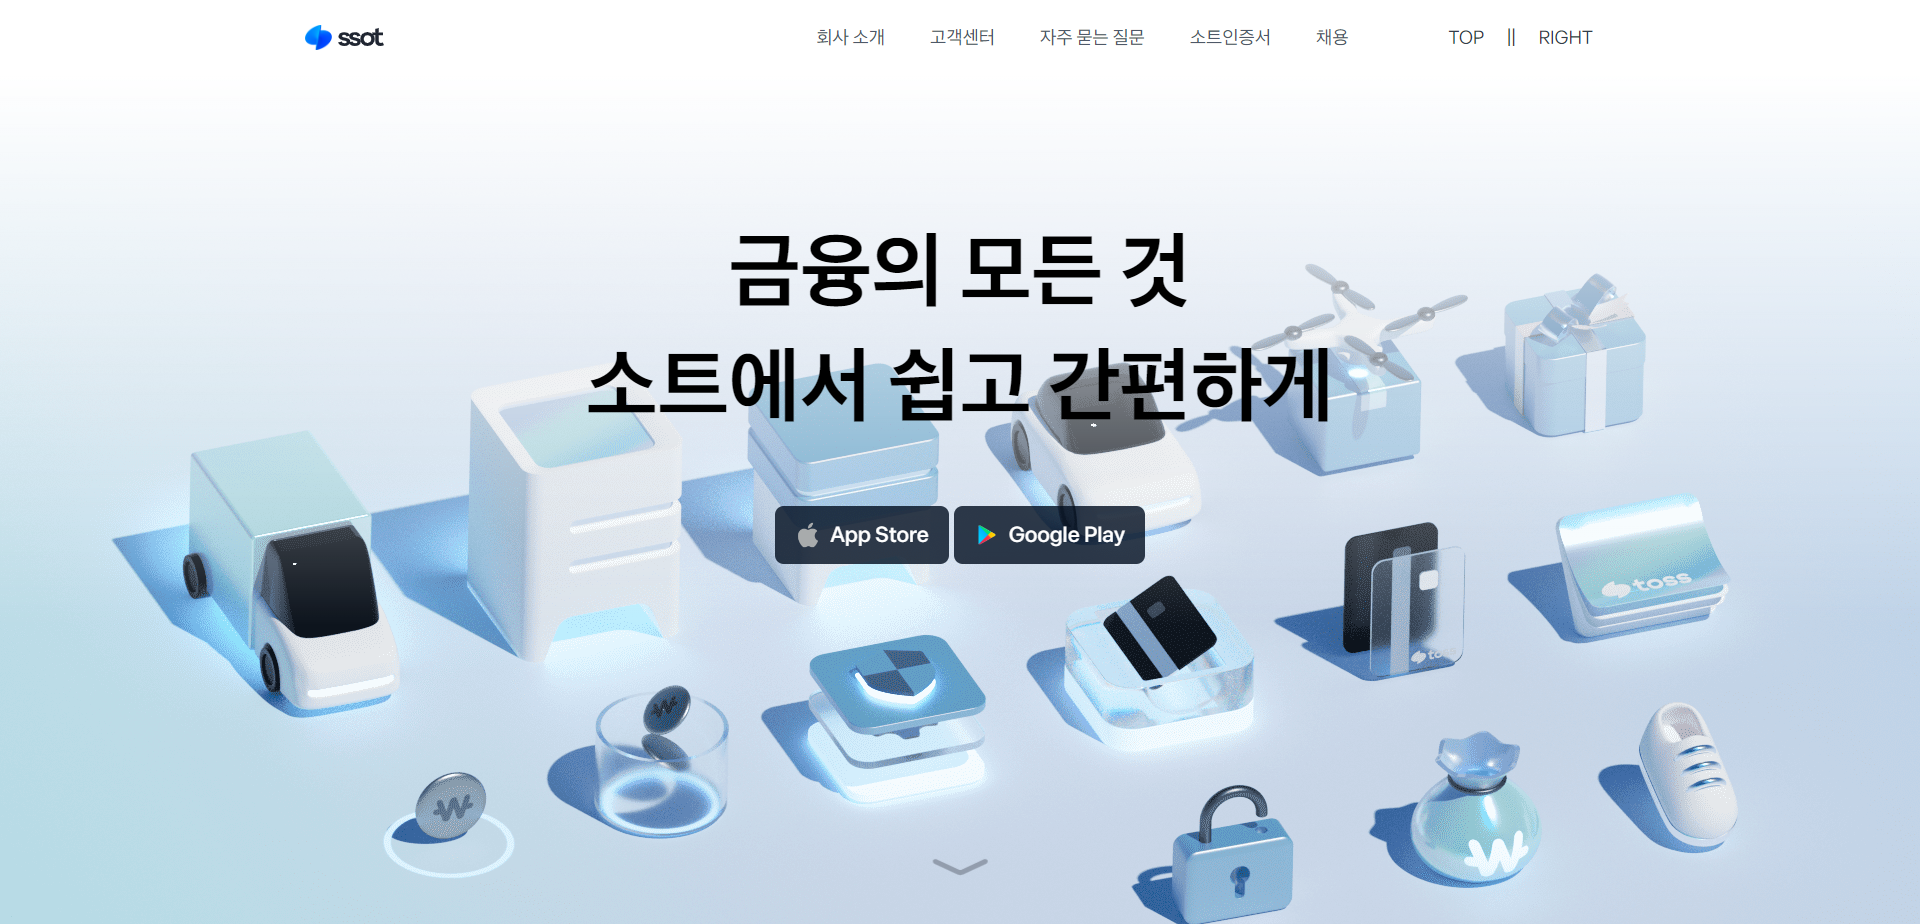 ssot
회사 소개 고객센터 자주 묻는 질문 소트인증서 채용 TOP || RIGHT
금융의 모든 것
소트에서 쉽고 간편하게
App Store Google Play
toss
toss
W
W
W